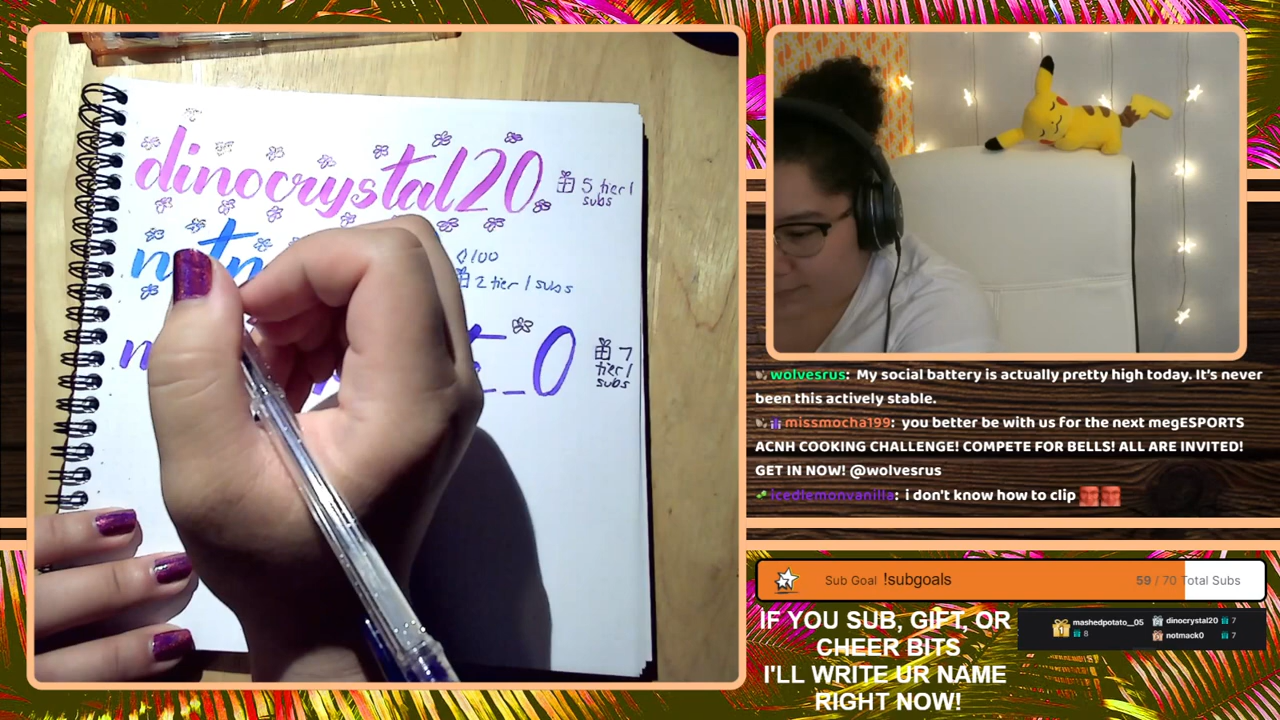 dinocrystal20
5 tier 1
subs
◊100
2 tier 1 subs
_0
7
tier 1
subs
wolvesrus: My social battery is actually pretty high today. It's never
been this actively stable.
missmocha199: you better be with us for the next megESPORTS
ACNH COOKING CHALLENGE! COMPETE FOR BELLS! ALL ARE INVITED!
GET IN NOW! @wolvesrus
icedlemonvanilla: i don't know how to clip
Sub Goal !subgoals 59 / 70 Total Subs
IF YOU SUB, GIFT, OR
CHEER BITS
I'LL WRITE UR NAME
RIGHT NOW!
1 mashedpotato__05 8
dinocrystal20 7
notmack0 7